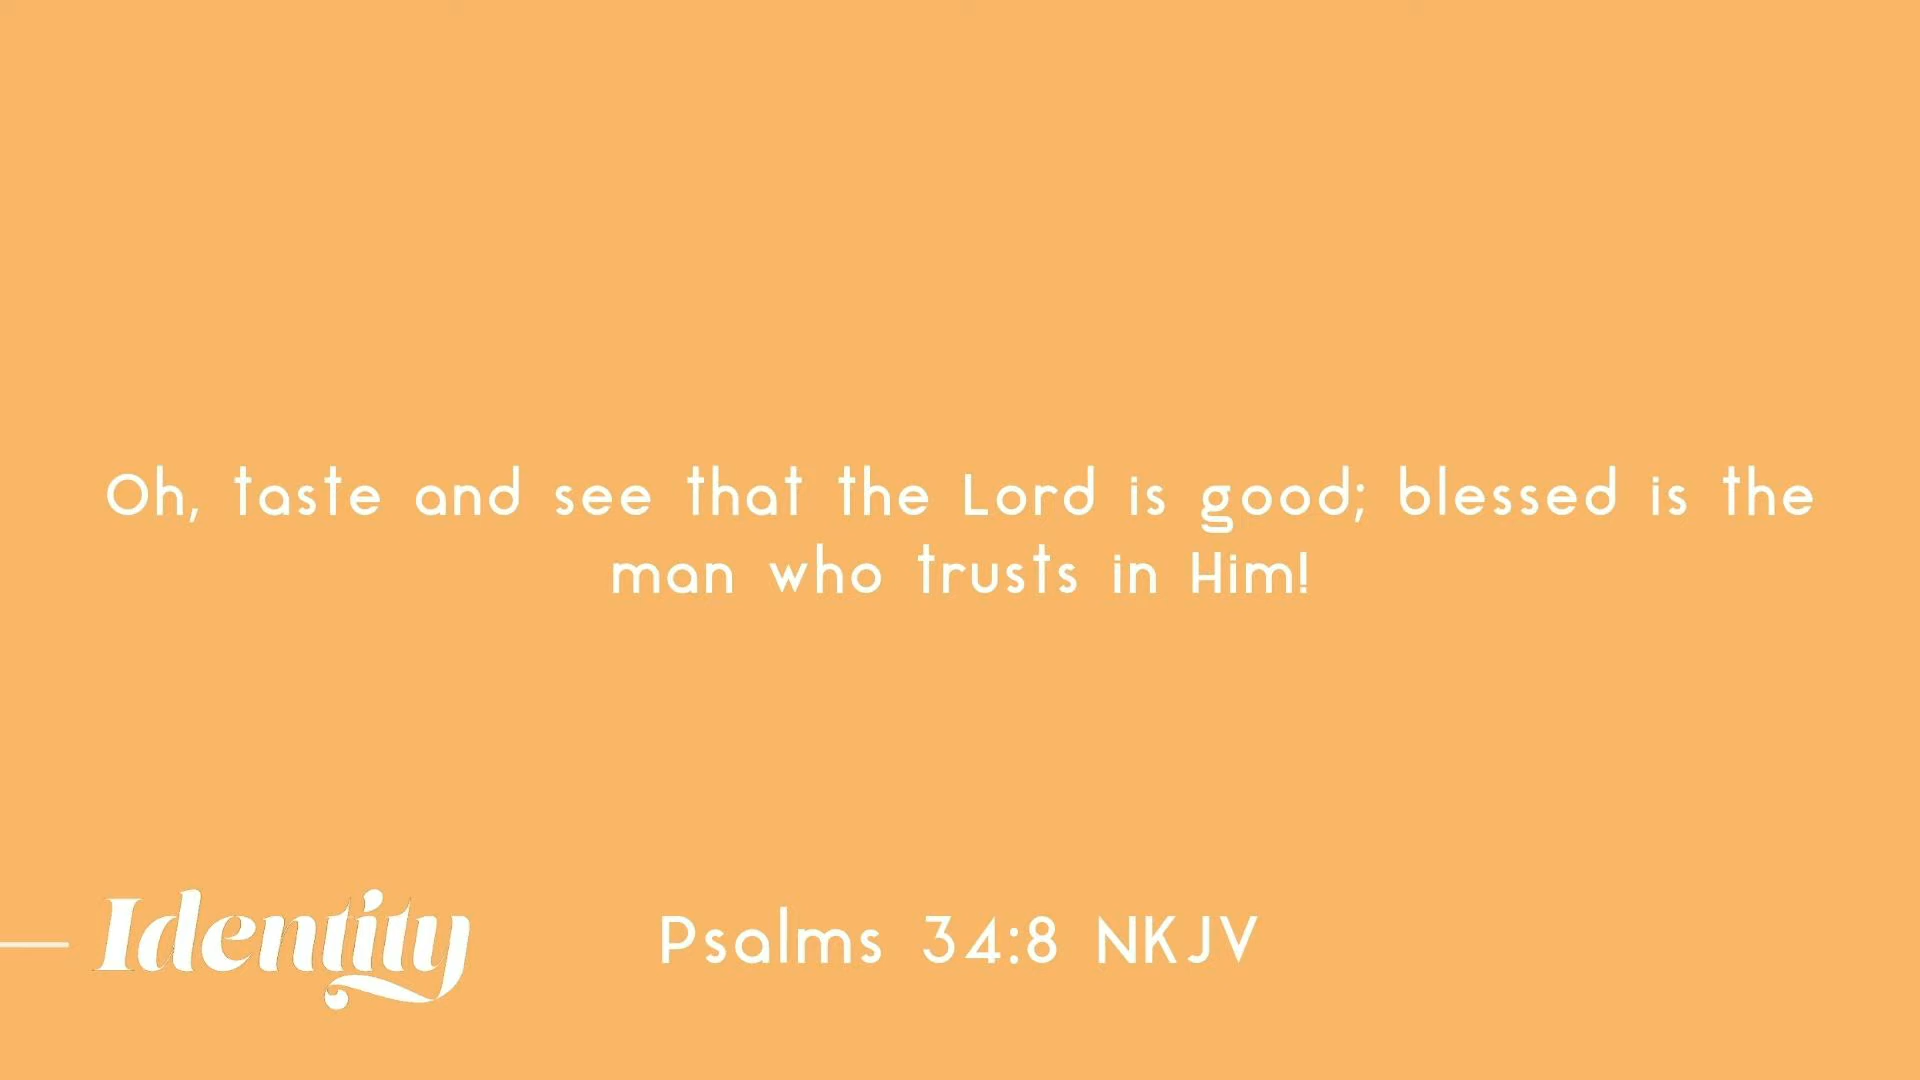 Oh, taste and see that the Lord is good; blessed is the
man who trusts in Him!
Identity
Psalms 34:8 NKJV